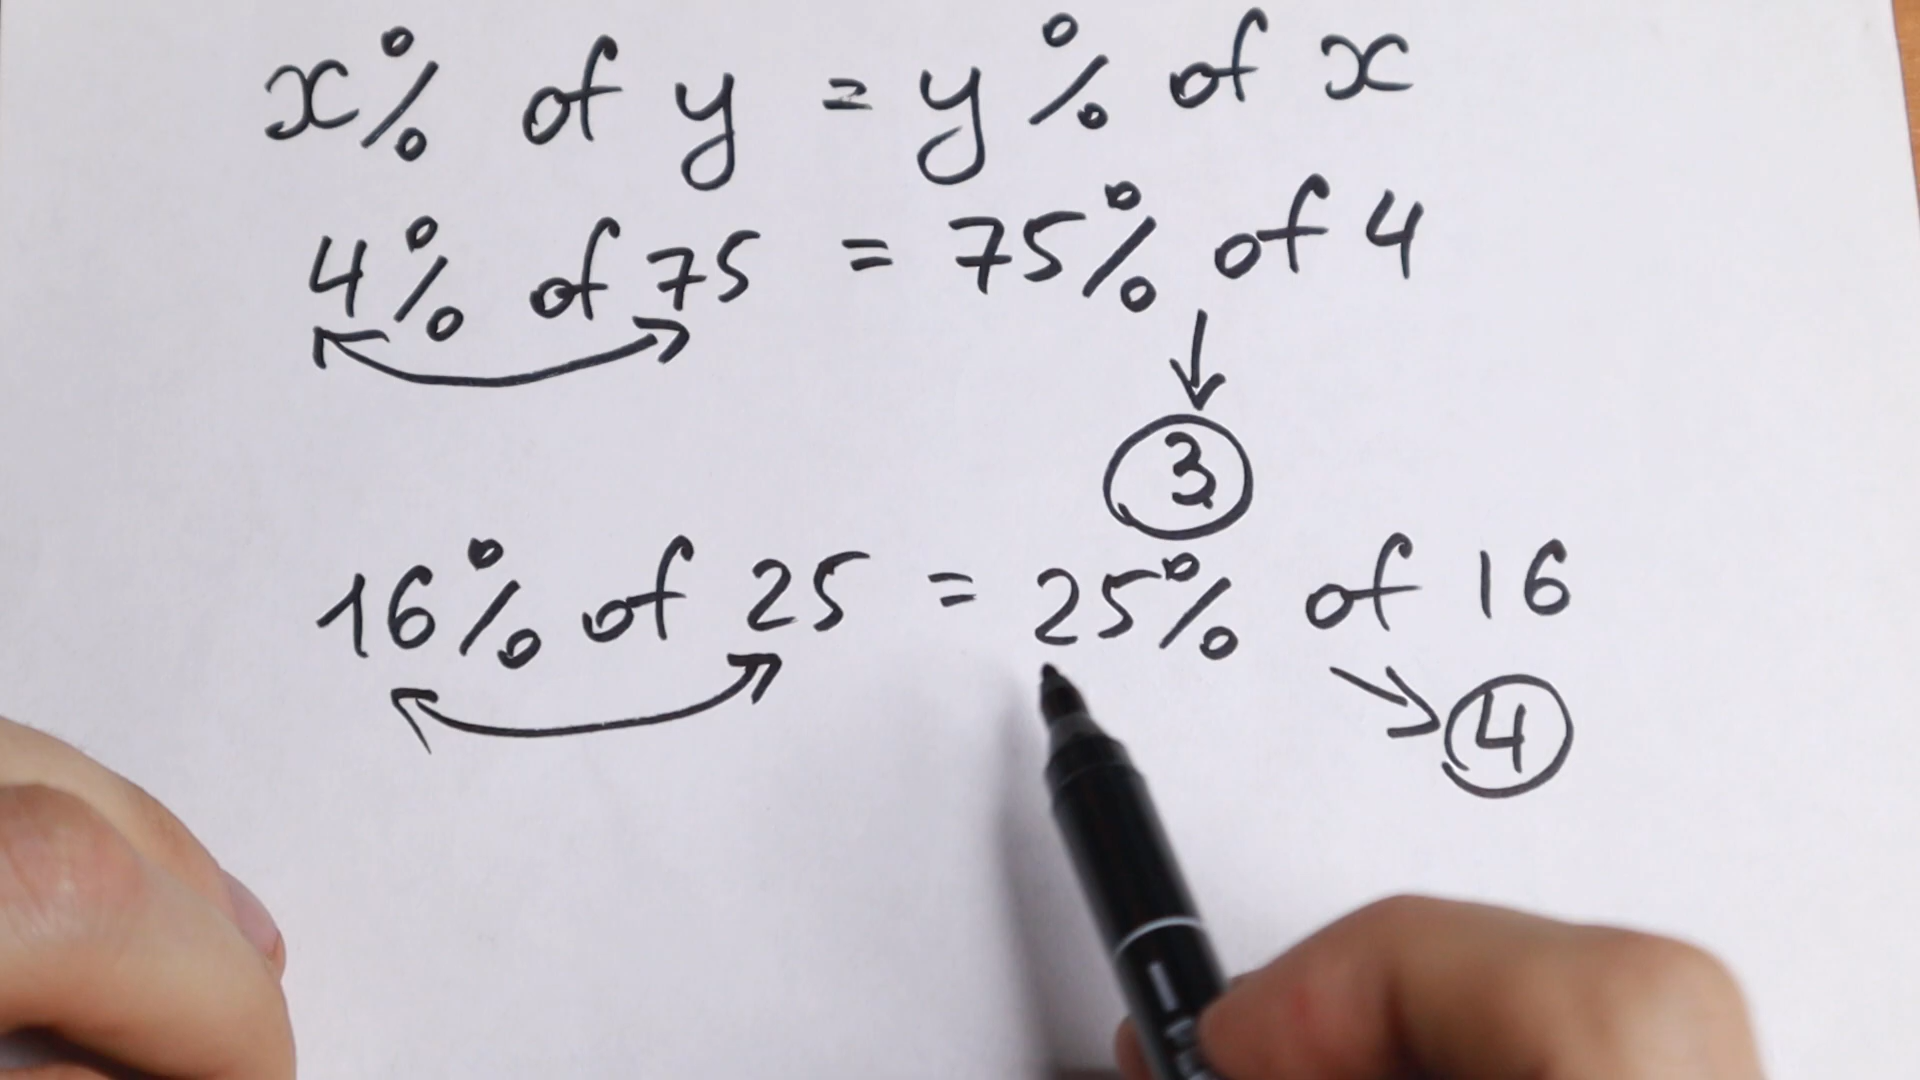 x% of y = y% of x
4% of 75 = 75% of 4
3
16% of 25 = 25% of 16
4